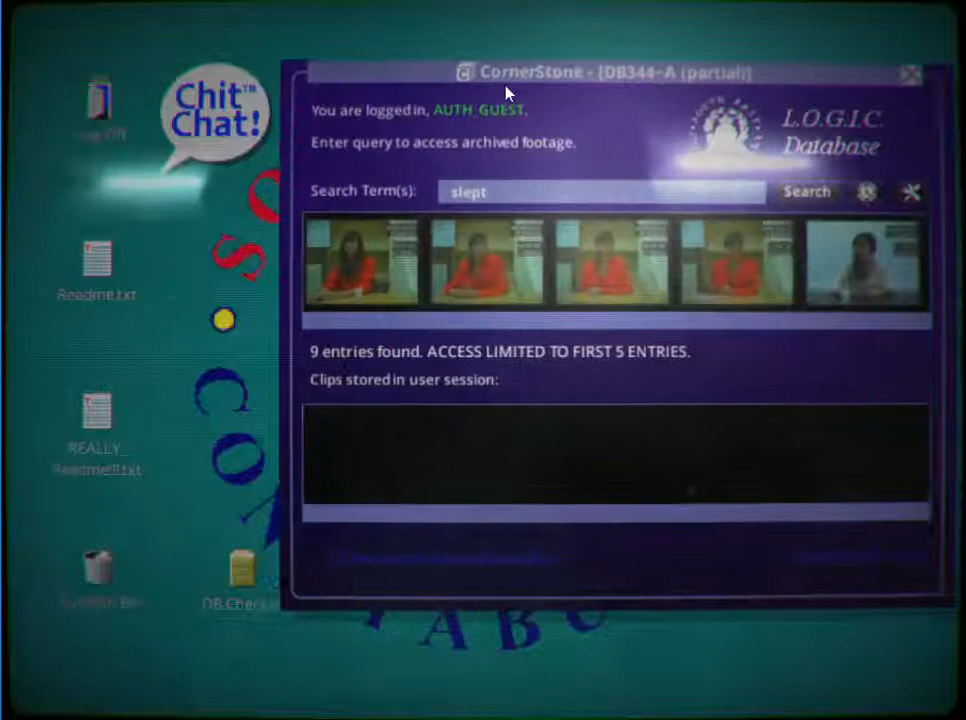 Chit™
Chat!
CornerStone - [DB344-A (partial)]
You are logged in, AUTH_GUEST.
Enter query to access archived footage.
L.O.G.I.C.
Database
Search Term(s):
slept
Search
9 entries found. ACCESS LIMITED TO FIRST 5 ENTRIES.
Clips stored in user session:
Readme.txt
REALLY_
Readme!!.txt